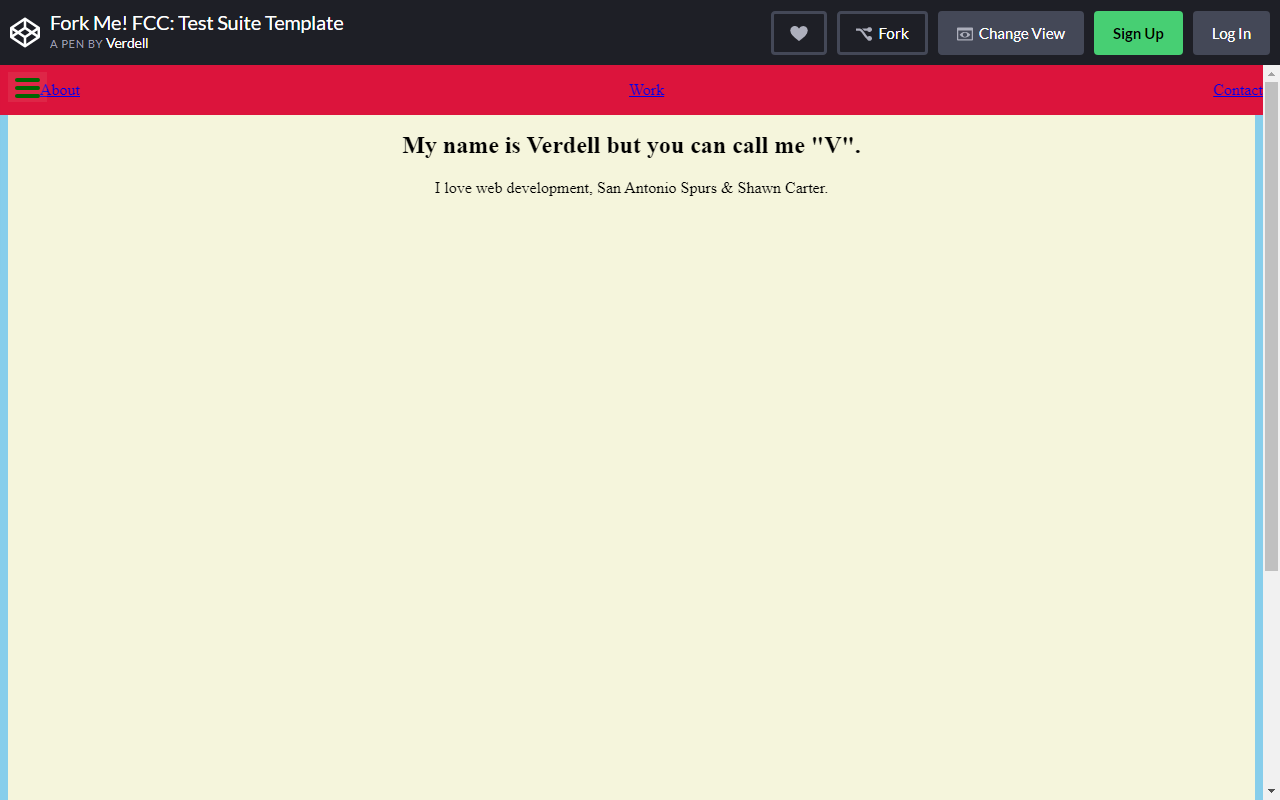 Fork Me! FCC: Test Suite Template
A PEN BY Verdell
Fork
Change View
Sign Up
Log In
About
Work
Contact
My name is Verdell but you can call me "V".
I love web development, San Antonio Spurs & Shawn Carter.